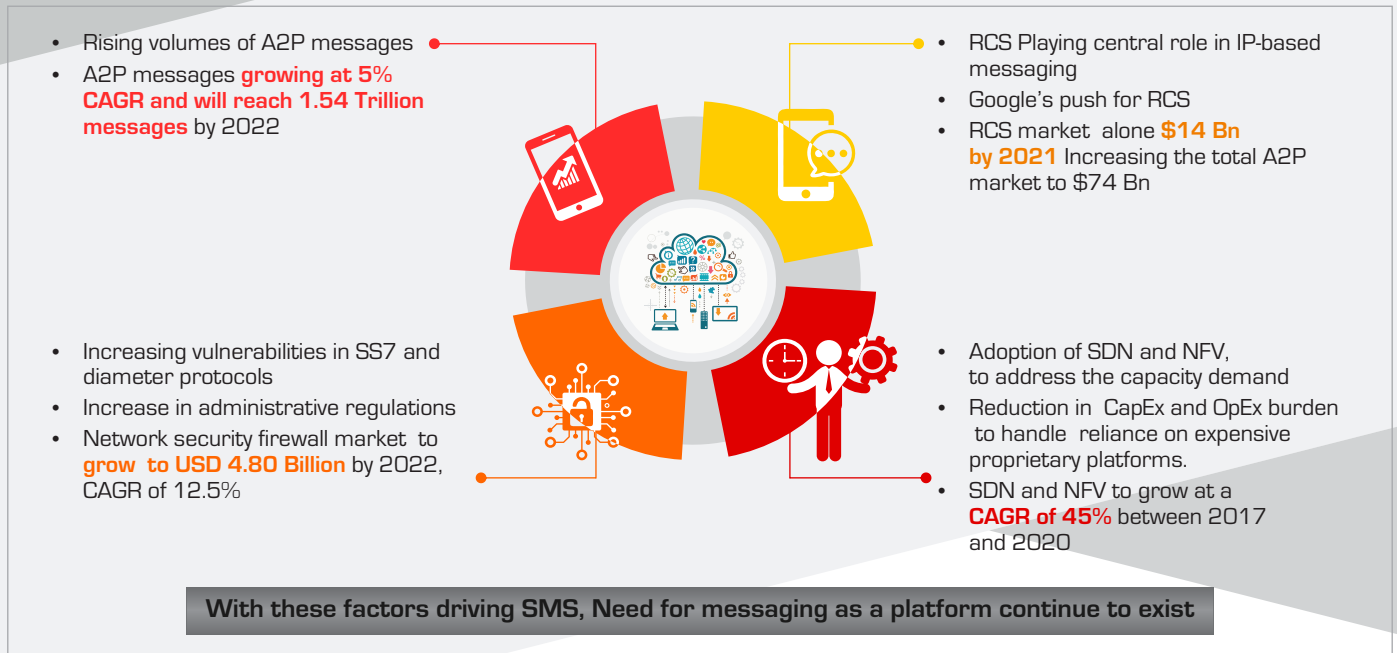 • Rising volumes of A2P messages
• A2P messages growing at 5%
CAGR and will reach 1.54 Trillion
messages by 2022
• RCS Playing central role in IP-based
messaging
• Google's push for RCS
• RCS market alone $14 Bn
by 2021 Increasing the total A2P
market to $74 Bn
• Increasing vulnerabilities in SS7 and
diameter protocols
• Increase in administrative regulations
• Network security firewall market to
grow to USD 4.80 Billion by 2022,
CAGR of 12.5%
• Adoption of SDN and NFV,
to address the capacity demand
• Reduction in CapEx and OpEx burden
to handle reliance on expensive
proprietary platforms.
• SDN and NFV to grow at a
CAGR of 45% between 2017
and 2020
With these factors driving SMS, Need for messaging as a platform continue to exist